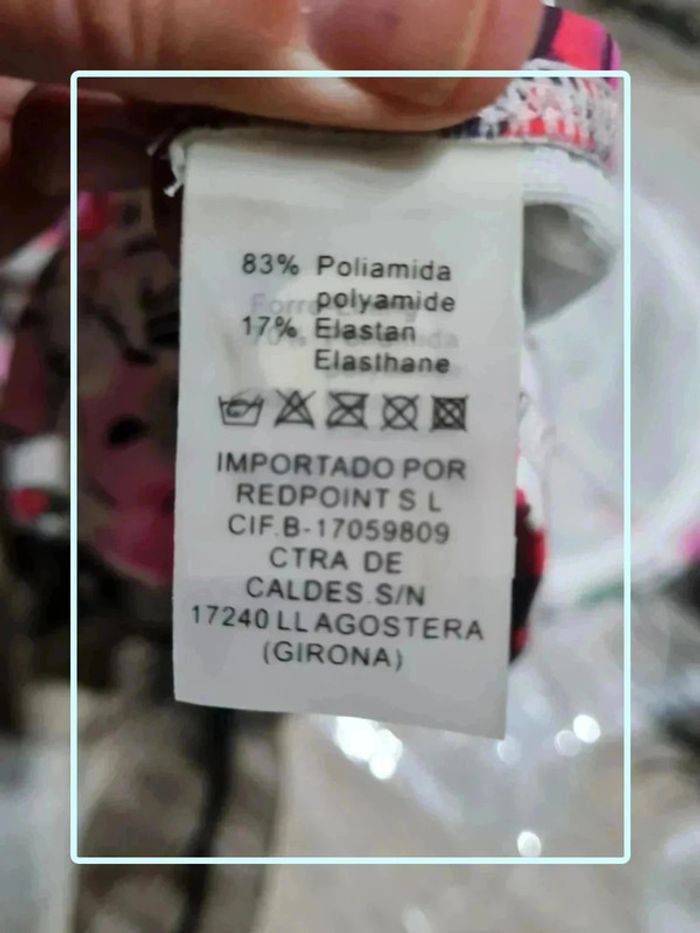 83% Poliamida
polyamide
17% Elastan
Elasthane
IMPORTADO POR
REDPOINT S L
CIF.B-17059809
CTRA DE
CALDES.S/N
17240 LLAGOSTERA
(GIRONA)